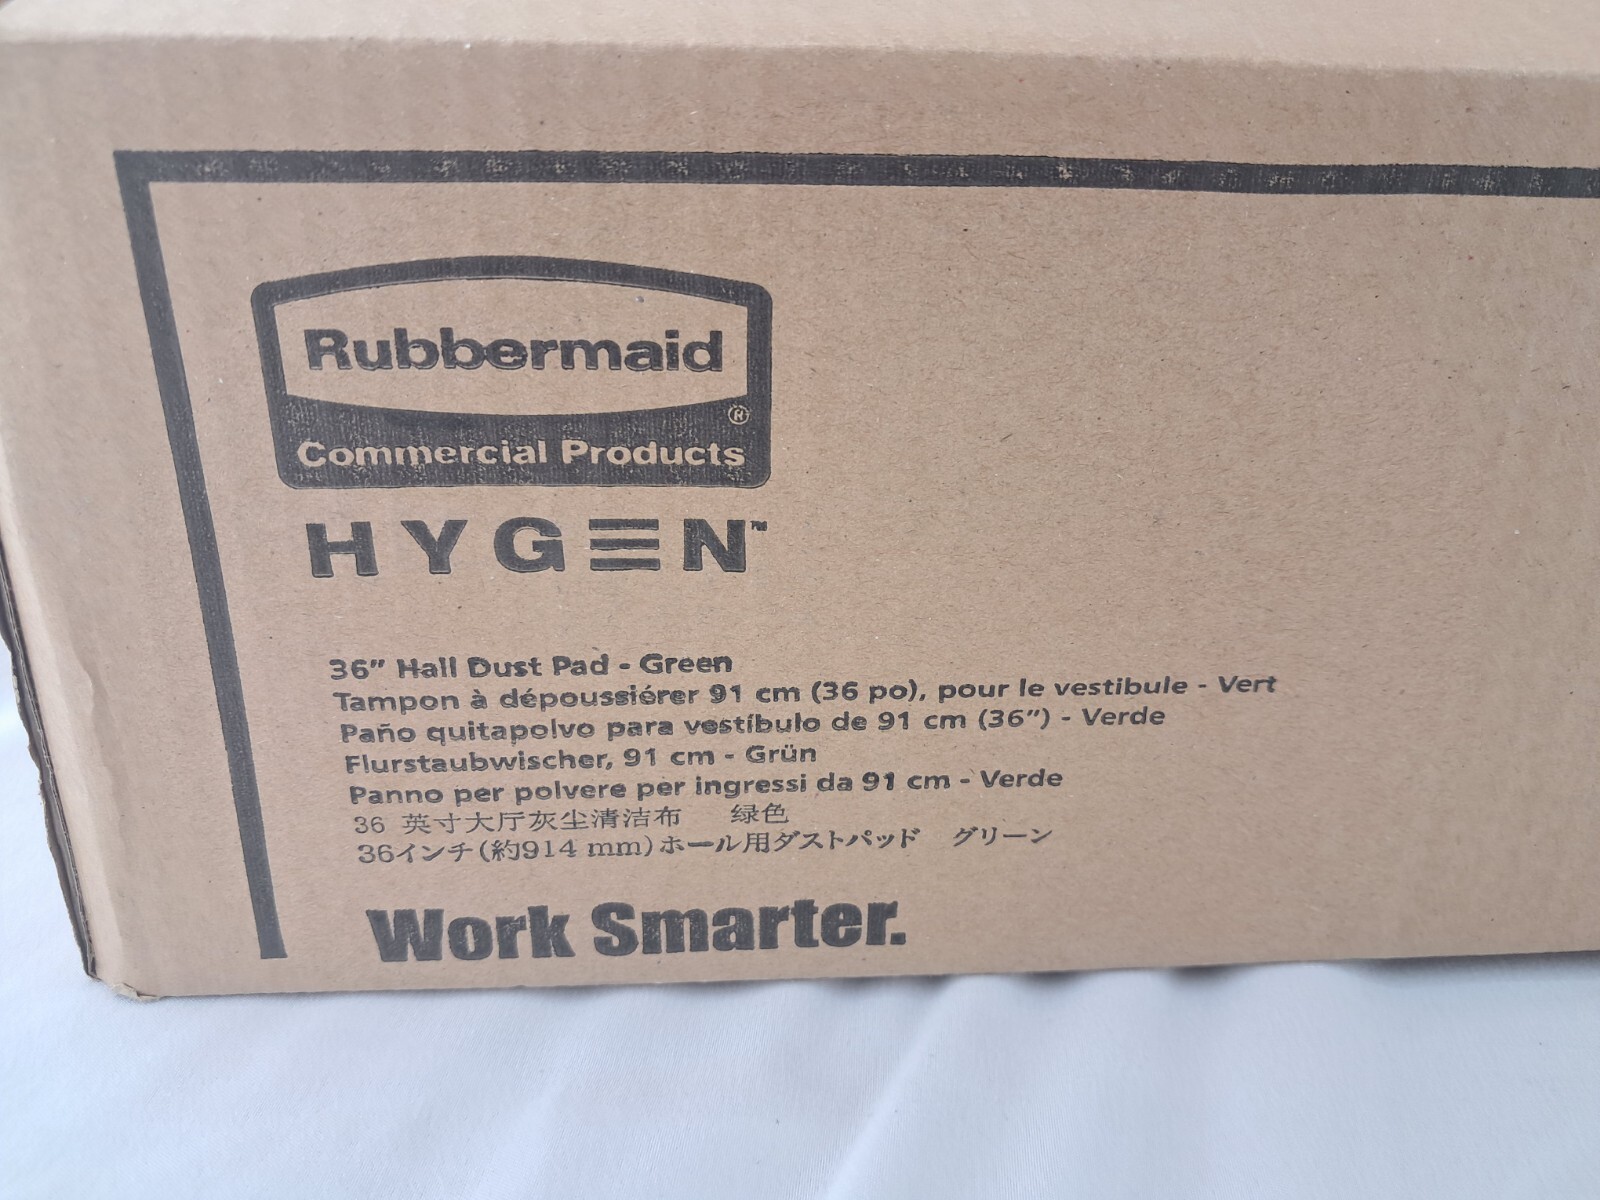 Rubbermaid
®
Commercial Products
HYGEN™
36" Hall Dust Pad - Green
Tampon à dépoussiérer 91 cm (36 po), pour le vestibule - Vert
Paño quitapolvo para vestíbulo de 91 cm (36") - Verde
Flurstaubwischer, 91 cm - Grün
Panno per polvere per ingressi da 91 cm - Verde
36 英寸大厅灰尘清洁布 绿色
36インチ(約914 mm)ホール用ダストパッド グリーン
Work Smarter.